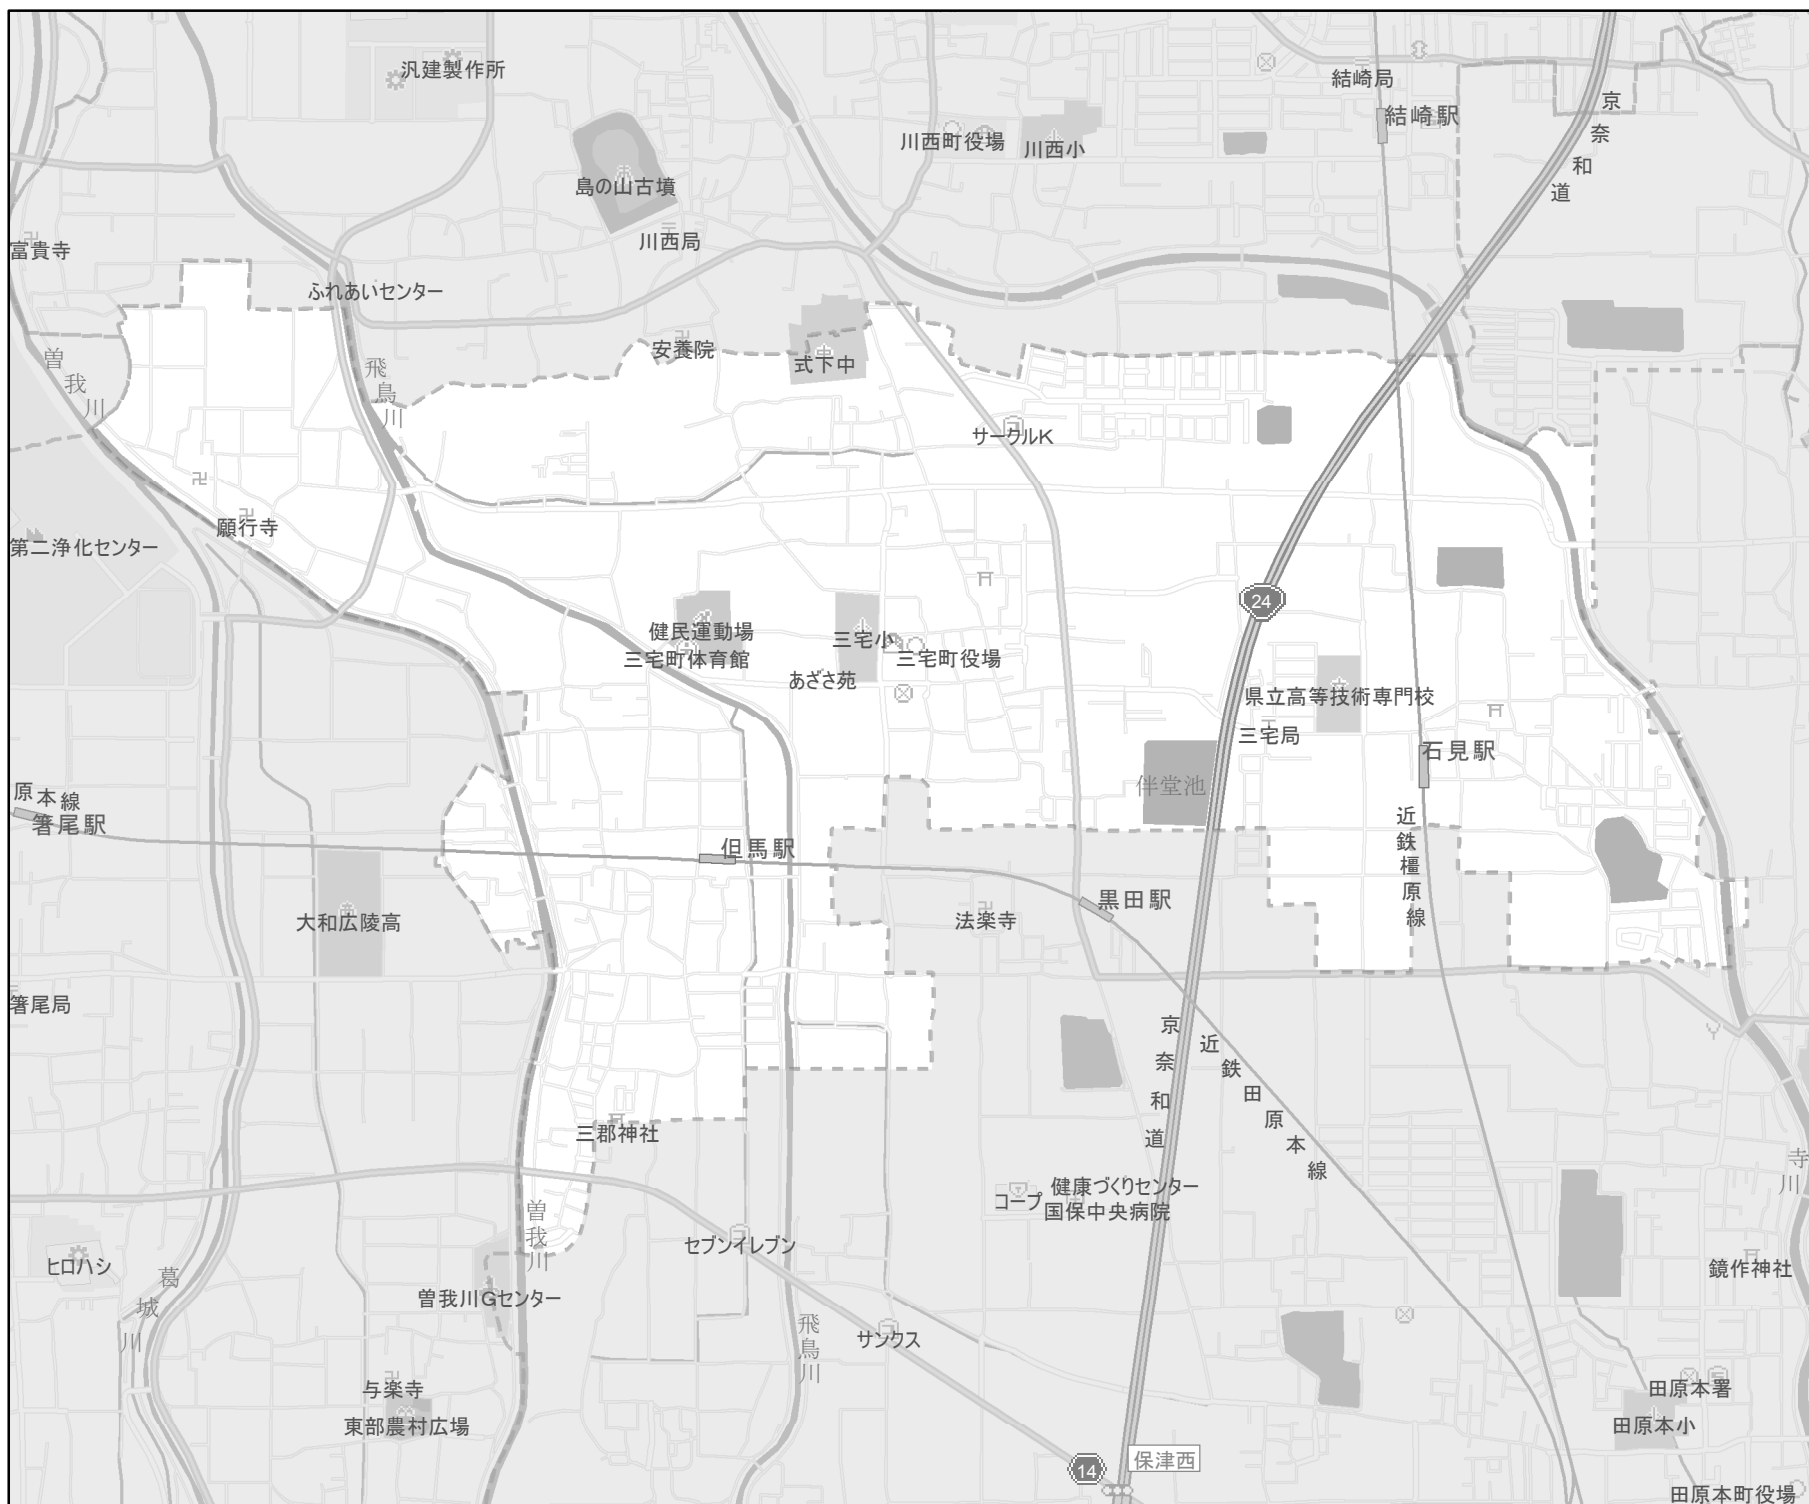 汎建製作所
結崎局
結崎駅
京奈和道
川西町役場
川西小
島の山古墳
川西局
富貴寺
ふれあいセンター
曽我川
飛鳥川
安養院
式下中
サークルK
願行寺
第二浄化センター
24
健民運動場
三宅小
三宅町体育館
三宅町役場
あざさ苑
県立高等技術専門校
三宅局
石見駅
伴堂池
原本線
箸尾駅
但馬駅
近鉄橿原線
黒田駅
大和広陵高
法楽寺
箸尾局
京奈和道
近鉄田原本線
三郡神社
寺川
健康づくりセンター
コープ
国保中央病院
曽我川
セブンイレブン
ヒロハシ
葛城川
鏡作神社
曽我川Gセンター
飛鳥川
サンクス
与楽寺
田原本署
東部農村広場
田原本小
14
保津西
田原本町役場